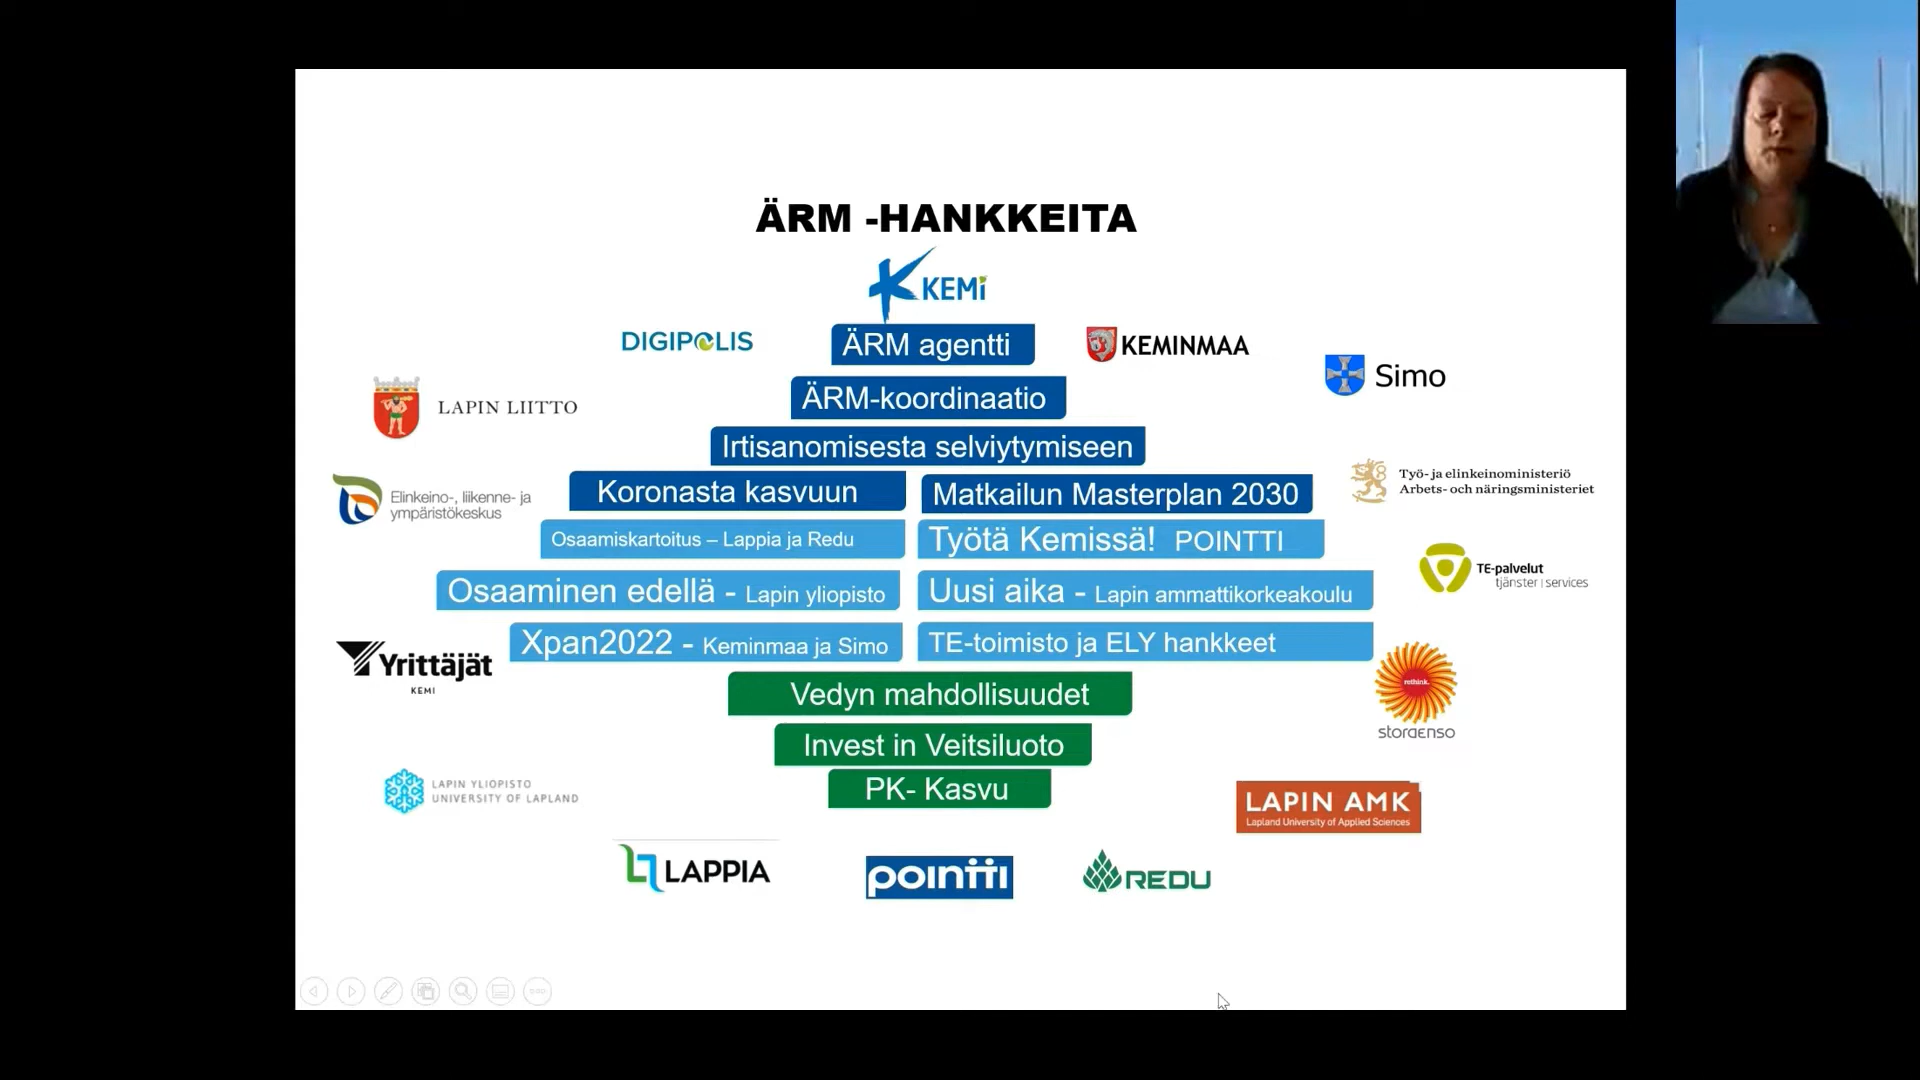 ÄRM -HANKKEITA
KEMi
DIGIPOLIS
ÄRM agentti
KEMINMAA
Simo
LAPIN LIITTO
ÄRM-koordinaatio
Irtisanomisesta selviytymiseen
Elinkeino-, liikenne- ja
ympäristökeskus
Koronasta kasvuun
Matkailun Masterplan 2030
Työ- ja elinkeinoministeriö
Arbets- och näringsministeriet
Osaamiskartoitus – Lappia ja Redu
Työtä Kemissä! POINTTI
TE-palvelut
tjänster | services
Osaaminen edellä - Lapin yliopisto
Uusi aika - Lapin ammattikorkeakoulu
Xpan2022 - Keminmaa ja Simo
TE-toimisto ja ELY hankkeet
Yrittäjät
KEMI
rethink.
storaenso
Vedyn mahdollisuudet
Invest in Veitsiluoto
PK- Kasvu
LAPIN YLIOPISTO
UNIVERSITY OF LAPLAND
LAPIN AMK
Lapland University of Applied Sciences
LAPPIA
pointti
REDU